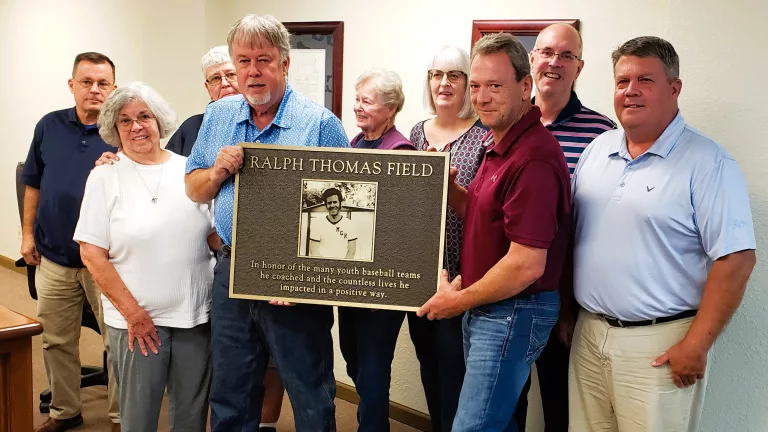 RALPH THOMAS FIELD
In honor of the many youth baseball teams
he coached and the countless lives he
impacted in a positive way.